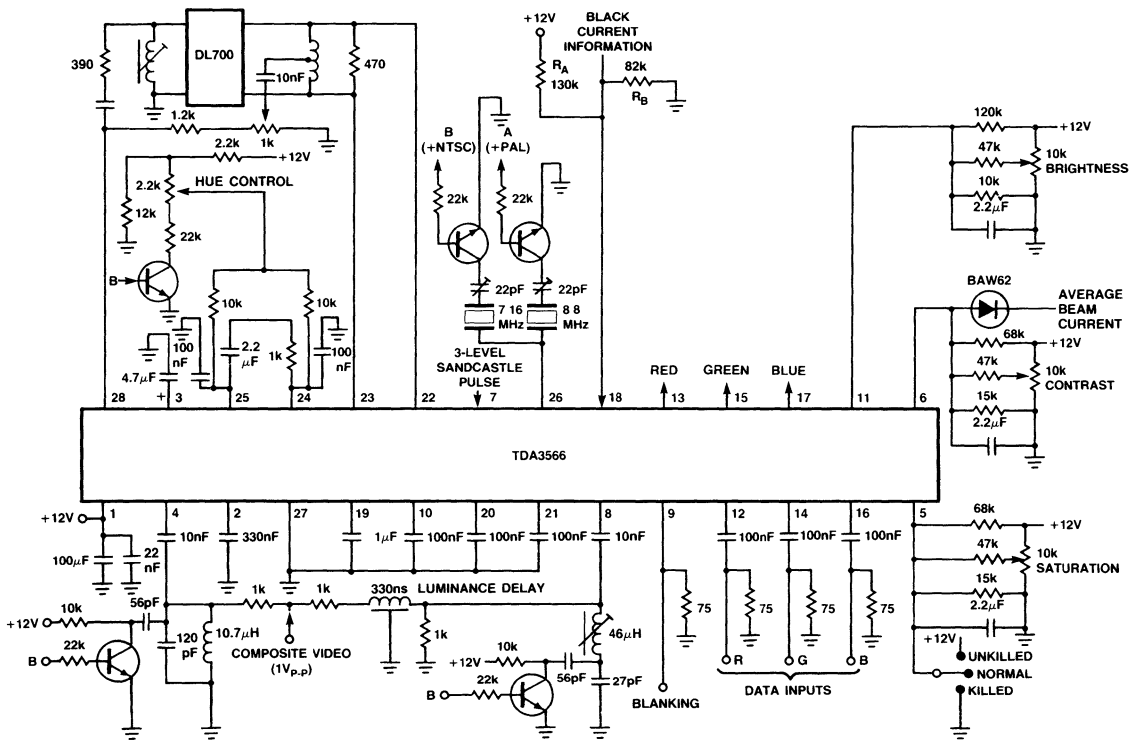 390
DL700
10nF
470
+12V
R_A
130k
BLACK
CURRENT
INFORMATION
82k
R_B
1.2k
1k
2.2k
+12V
HUE CONTROL
2.2k
12k
22k
B
B
(+NTSC)
A
(+PAL)
22k
22k
22pF
22pF
7 16
MHz
8 8
MHz
120k
+12V
47k
10k
BRIGHTNESS
10k
2.2μF
BAW62
AVERAGE
BEAM
CURRENT
68k
+12V
47k
10k
CONTRAST
15k
2.2μF
10k
10k
100
nF
2.2
μF
1k
100
nF
4.7μF
+
3-LEVEL
SANDCASTLE
PULSE
RED
GREEN
BLUE
28 3 25 24 23 22 7 26 18 13 15 17 11 6
TDA3566
1 4 2 27 19 10 20 21 8 9 12 14 16 5
+12V
100μF
22
nF
10nF
330nF
1μF
100nF
100nF
100nF
10nF
100nF
100nF
100nF
68k
+12V
47k
10k
SATURATION
15k
2.2μF
75
75
75
75
1k
1k
330ns
LUMINANCE DELAY
1k
46μH
10k
+12V
22k
B
56pF
120
pF
10.7μH
COMPOSITE VIDEO
(1V_P-P)
10k
+12V
22k
B
56pF
27pF
BLANKING
R
G
B
DATA INPUTS
+12V
UNKILLED
NORMAL
KILLED